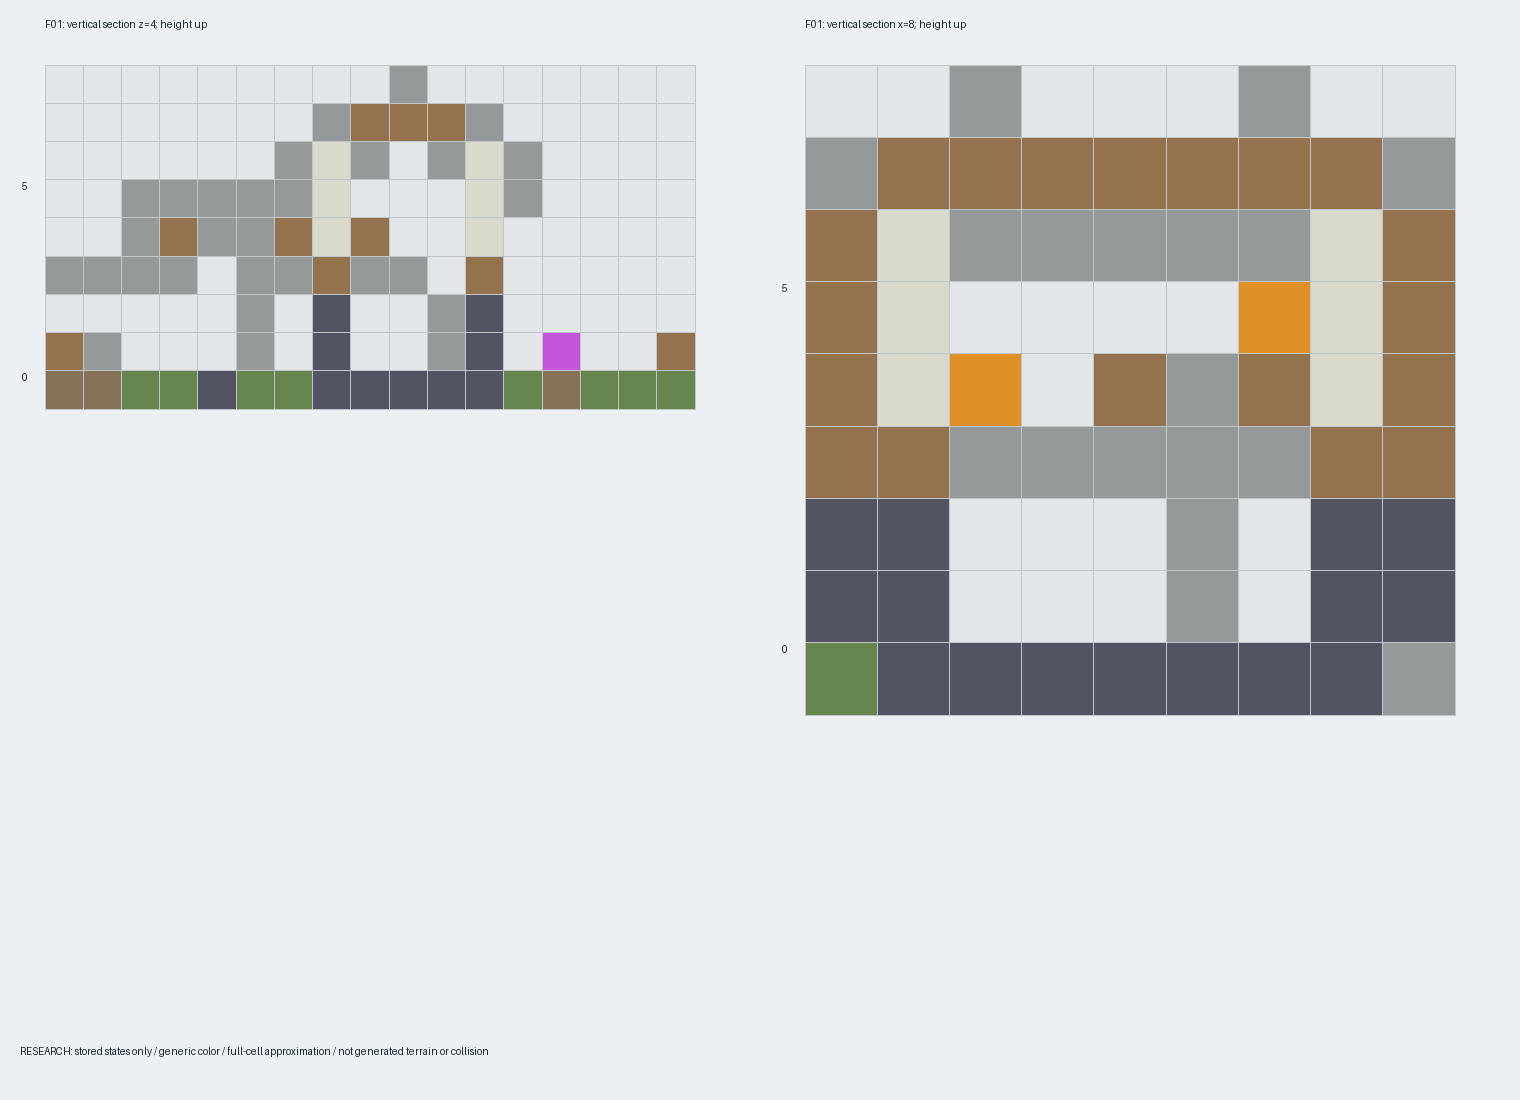 F01: vertical section z=4; height up
F01: vertical section x=8; height up
5
0
5
0
RESEARCH: stored states only / generic color / full-cell approximation / not generated terrain or collision